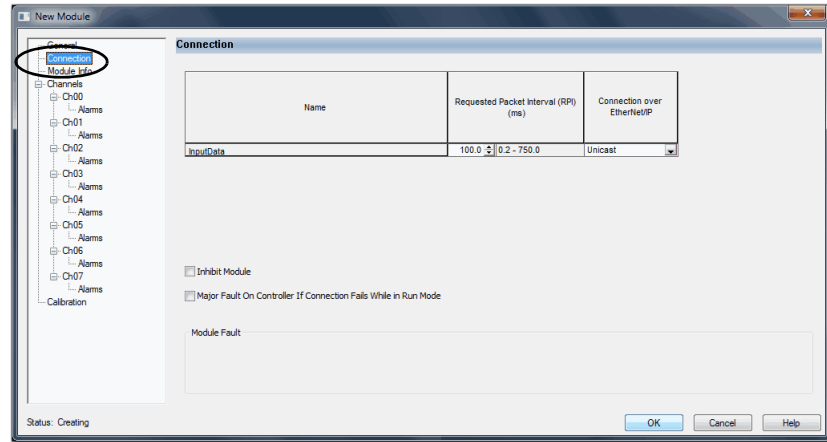 New Module
General
Connection
Module Info
Channels
Ch00
Alarms
Ch01
Alarms
Ch02
Alarms
Ch03
Alarms
Ch04
Alarms
Ch05
Alarms
Ch06
Alarms
Ch07
Alarms
Calibration
Connection
Name
Requested Packet Interval (RPI)
(ms)
Connection over
EtherNet/IP
InputData 100.0 0.2 - 750.0 Unicast
Inhibit Module
Major Fault On Controller If Connection Fails While in Run Mode
Module Fault
Status: Creating
OK Cancel Help